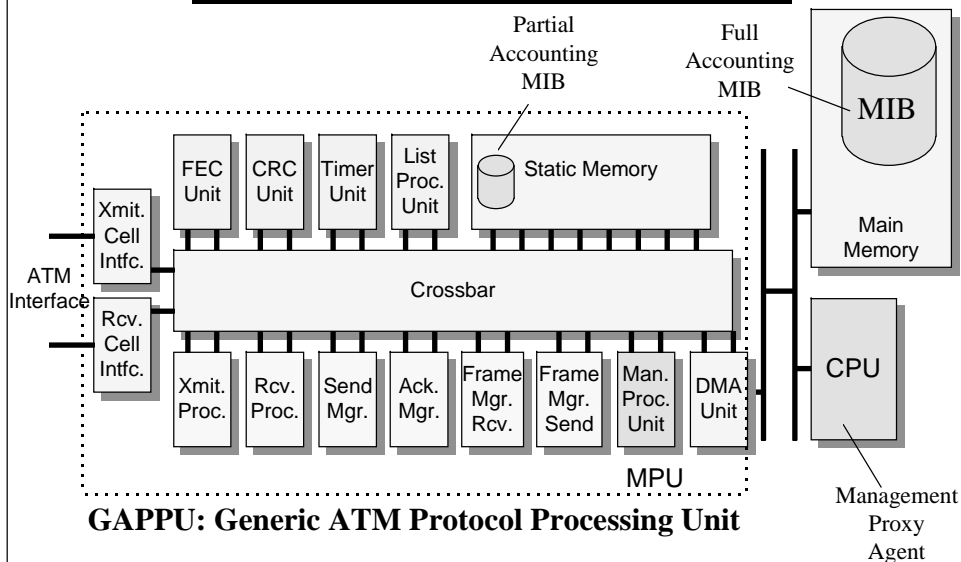 Partial
Accounting
MIB
Full
Accounting
MIB
MIB
Main
Memory
FEC
Unit
CRC
Unit
Timer
Unit
List
Proc.
Unit
Static Memory
Xmit.
Cell
Intfc.
ATM
Interface
Rcv.
Cell
Intfc.
Crossbar
Xmit.
Proc.
Rcv.
Proc.
Send
Mgr.
Ack.
Mgr.
Frame
Mgr.
Rcv.
Frame
Mgr.
Send
Man.
Proc.
Unit
DMA
Unit
CPU
MPU
GAPPU: Generic ATM Protocol Processing Unit
Management
Proxy
Agent